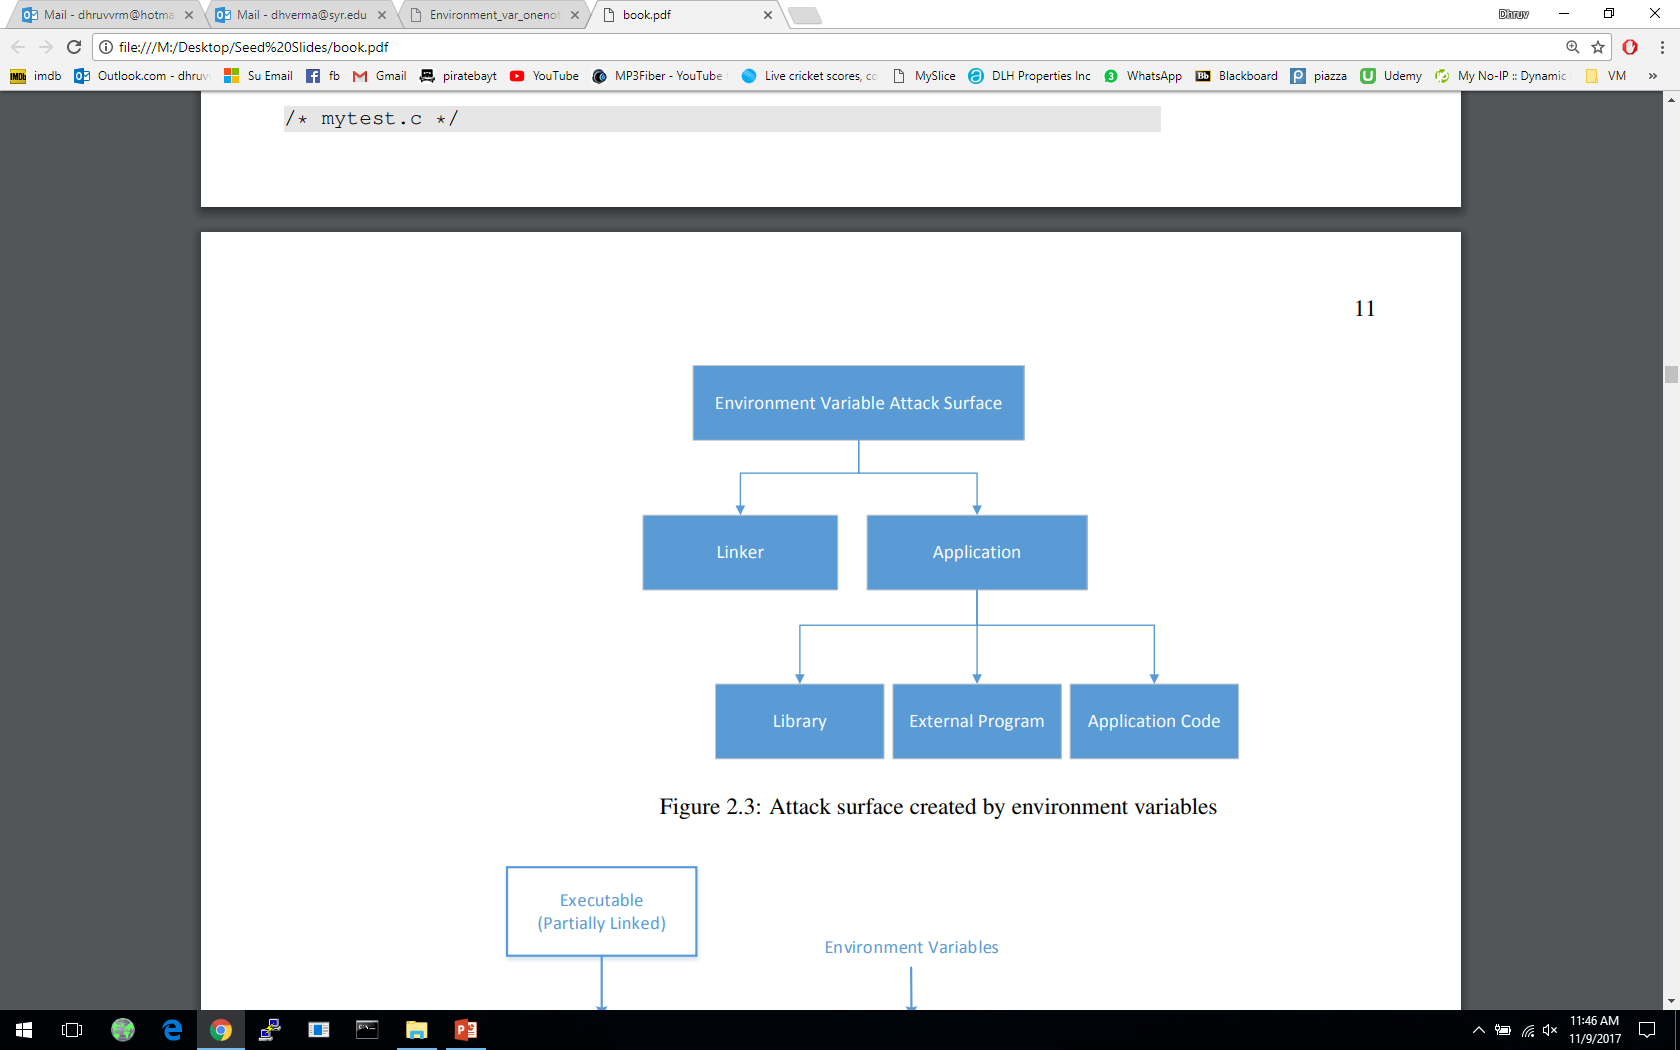 Mail - dhruvvrm@hotma
Mail - dhverma@syr.edu
Environment_var_onenot
book.pdf
Dhruv
file:///M:/Desktop/Seed%20Slides/book.pdf
IMDb imdb
Outlook.com - dhruv
Su Email
fb
Gmail
piratebayt
YouTube
MP3Fiber - YouTube
Live cricket scores, co
MySlice
DLH Properties Inc
WhatsApp
Bb Blackboard
piazza
Udemy
My No-IP :: Dynamic
VM
»
/* mytest.c */
11
Environment Variable Attack Surface
Linker
Application
Library
External Program
Application Code
Figure 2.3: Attack surface created by environment variables
Executable
(Partially Linked)
Environment Variables
11:46 AM
11/9/2017